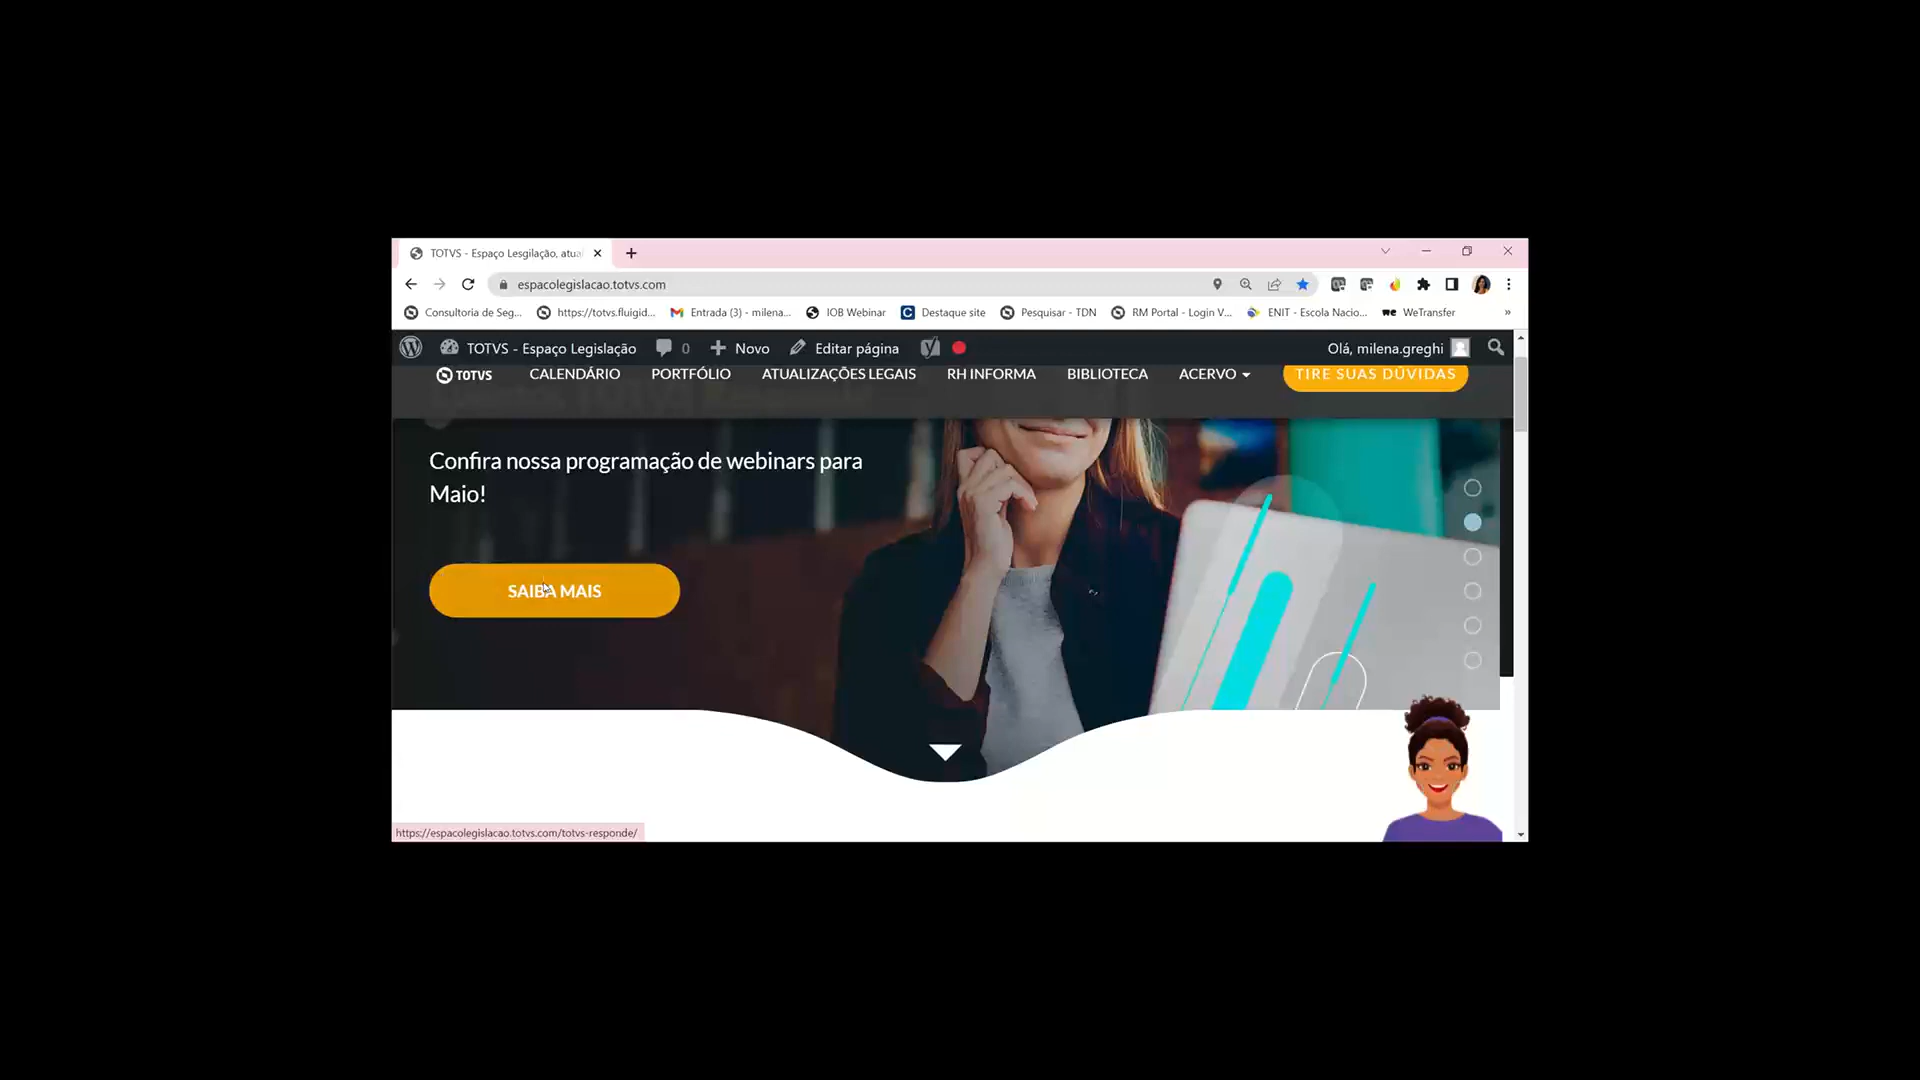 TOTVS - Espaço Lesgilação, atua
espacolegislacao.totvs.com
Consultoria de Seg... https://totvs.fluigid... Entrada (3) - milena... IOB Webinar Destaque site Pesquisar - TDN RM Portal - Login V... ENIT - Escola Nacio... WeTransfer »
TOTVS - Espaço Legislação 0 Novo Editar página Olá, milena.greghi
TOTVS CALENDÁRIO PORTFÓLIO ATUALIZAÇÕES LEGAIS RH INFORMA BIBLIOTECA ACERVO TIRE SUAS DÚVIDAS
Confira nossa programação de webinars para
Maio!
SAIBA MAIS
https://espacolegislacao.totvs.com/totvs-responde/